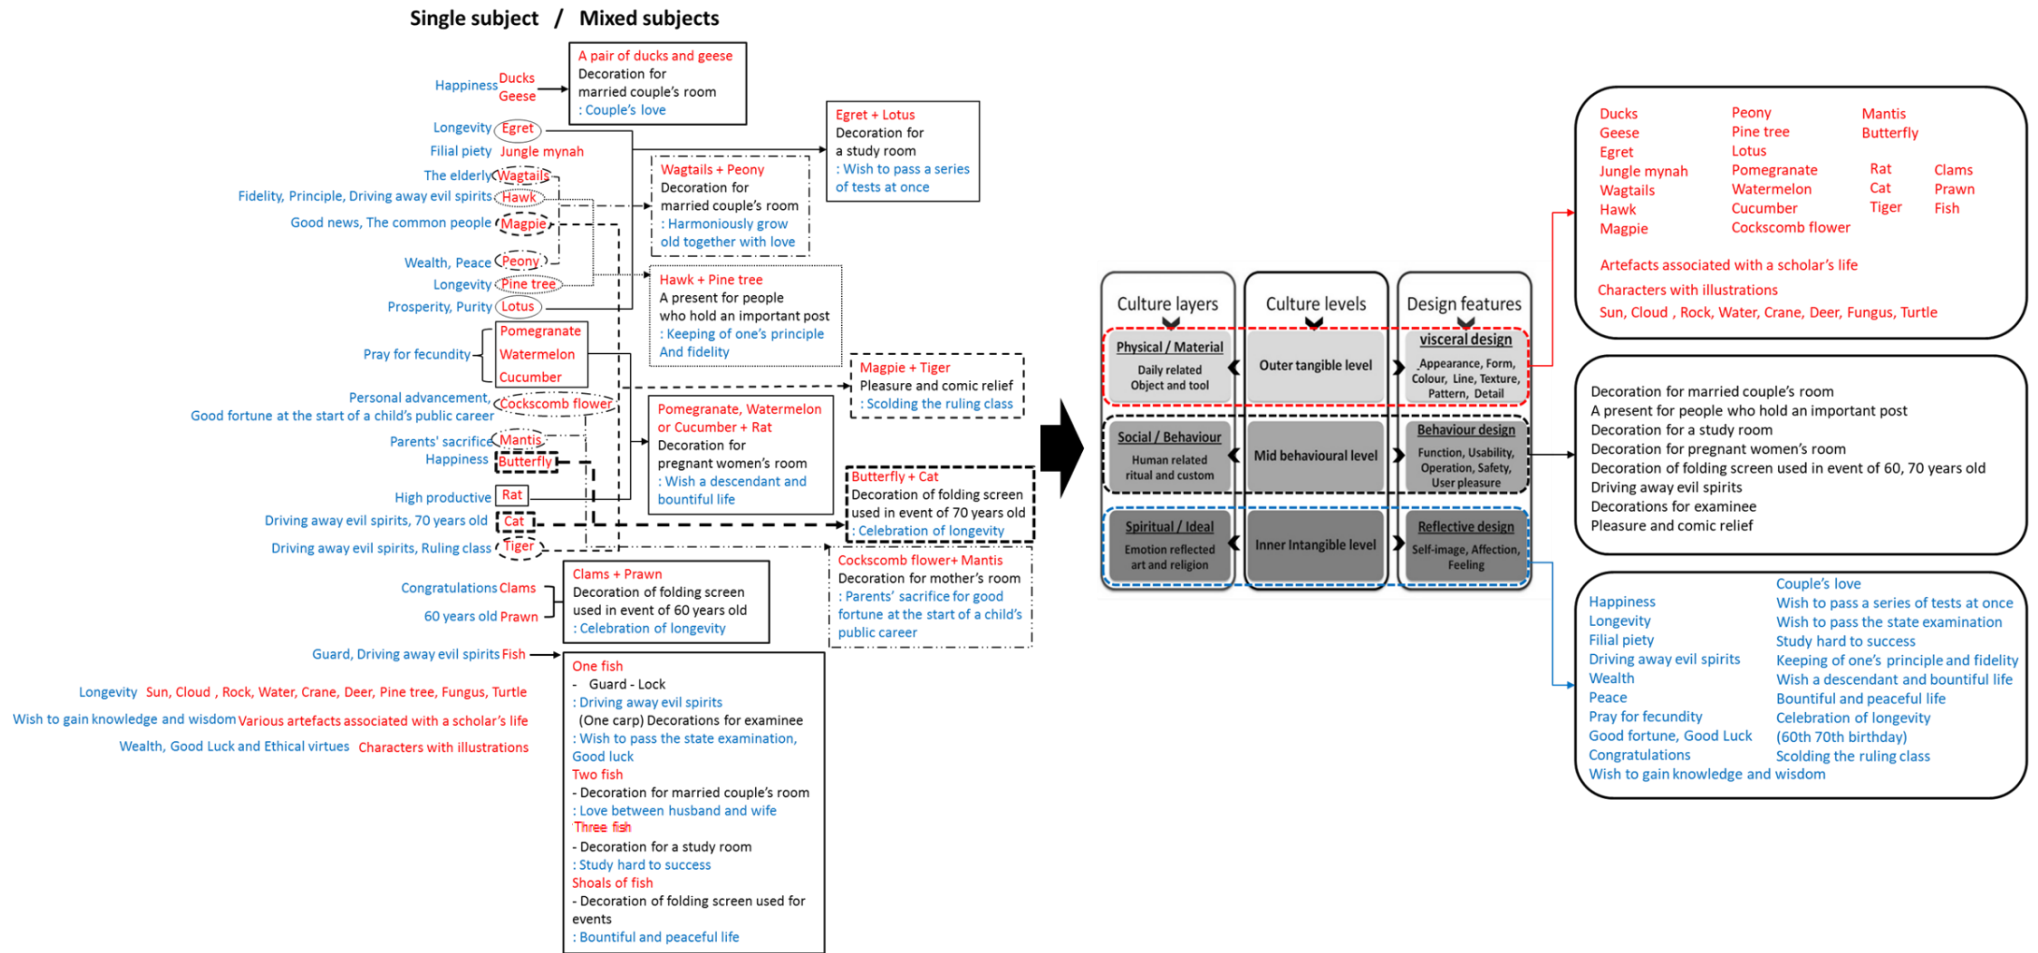 Single subject / Mixed subjects
Happiness
Ducks
Geese
A pair of ducks and geese
Decoration for
married couple's room
: Couple's love
Longevity Egret
Filial piety Jungle mynah
The elderly Wagtails
Fidelity, Principle, Driving away evil spirits Hawk
Good news, The common people Magpie
Wealth, Peace Peony
Longevity Pine tree
Prosperity, Purity Lotus
Pray for fecundity
Pomegranate
Watermelon
Cucumber
Personal advancement,
Good fortune at the start of a child's public career
Cockscomb flower
Parents' sacrifice Mantis
Happiness Butterfly
High productive Rat
Driving away evil spirits, 70 years old Cat
Driving away evil spirits, Ruling class Tiger
Congratulations Clams
60 years old Prawn
Guard, Driving away evil spirits Fish
Longevity Sun, Cloud , Rock, Water, Crane, Deer, Pine tree, Fungus, Turtle
Wish to gain knowledge and wisdom Various artefacts associated with a scholar's life
Wealth, Good Luck and Ethical virtues Characters with illustrations
Egret + Lotus
Decoration for
a study room
: Wish to pass a series
of tests at once
Wagtails + Peony
Decoration for
married couple's room
: Harmoniously grow
old together with love
Hawk + Pine tree
A present for people
who hold an important post
: Keeping of one's principle
And fidelity
Magpie + Tiger
Pleasure and comic relief
: Scolding the ruling class
Pomegranate, Watermelon
or Cucumber + Rat
Decoration for
pregnant women's room
: Wish a descendant and
bountiful life
Butterfly + Cat
Decoration of folding screen
used in event of 70 years old
: Celebration of longevity
Cockscomb flower+ Mantis
Decoration for mother's room
: Parents' sacrifice for good
fortune at the start of a child's
public career
Clams + Prawn
Decoration of folding screen
used in event of 60 years old
: Celebration of longevity
One fish
- Guard - Lock
: Driving away evil spirits
(One carp) Decorations for examinee
: Wish to pass the state examination,
Good luck
Two fish
- Decoration for married couple's room
: Love between husband and wife
Three fish
- Decoration for a study room
: Study hard to success
Shoals of fish
- Decoration of folding screen used for
events
: Bountiful and peaceful life
Culture layers
Physical / Material
Daily related
Object and tool
Social / Behaviour
Human related
ritual and custom
Spiritual / Ideal
Emotion reflected
art and religion
Culture levels
Outer tangible level
Mid behavioural level
Inner Intangible level
Design features
visceral design
Appearance, Form,
Colour, Line, Texture,
Pattern, Detail
Behaviour design
Function, Usability,
Operation, Safety,
User pleasure
Reflective design
Self-image, Affection,
Feeling
Ducks
Geese
Egret
Jungle mynah
Wagtails
Hawk
Magpie
Peony
Pine tree
Lotus
Pomegranate
Watermelon
Cucumber
Cockscomb flower
Mantis
Butterfly
Rat
Cat
Tiger
Clams
Prawn
Fish
Artefacts associated with a scholar's life
Characters with illustrations
Sun, Cloud , Rock, Water, Crane, Deer, Fungus, Turtle
Decoration for married couple's room
A present for people who hold an important post
Decoration for a study room
Decoration for pregnant women's room
Decoration of folding screen used in event of 60, 70 years old
Driving away evil spirits
Decorations for examinee
Pleasure and comic relief
Happiness
Longevity
Filial piety
Driving away evil spirits
Wealth
Peace
Pray for fecundity
Good fortune, Good Luck
Congratulations
Wish to gain knowledge and wisdom
Couple's love
Wish to pass a series of tests at once
Wish to pass the state examination
Study hard to success
Keeping of one's principle and fidelity
Wish a descendant and bountiful life
Bountiful and peaceful life
Celebration of longevity
(60th 70th birthday)
Scolding the ruling class